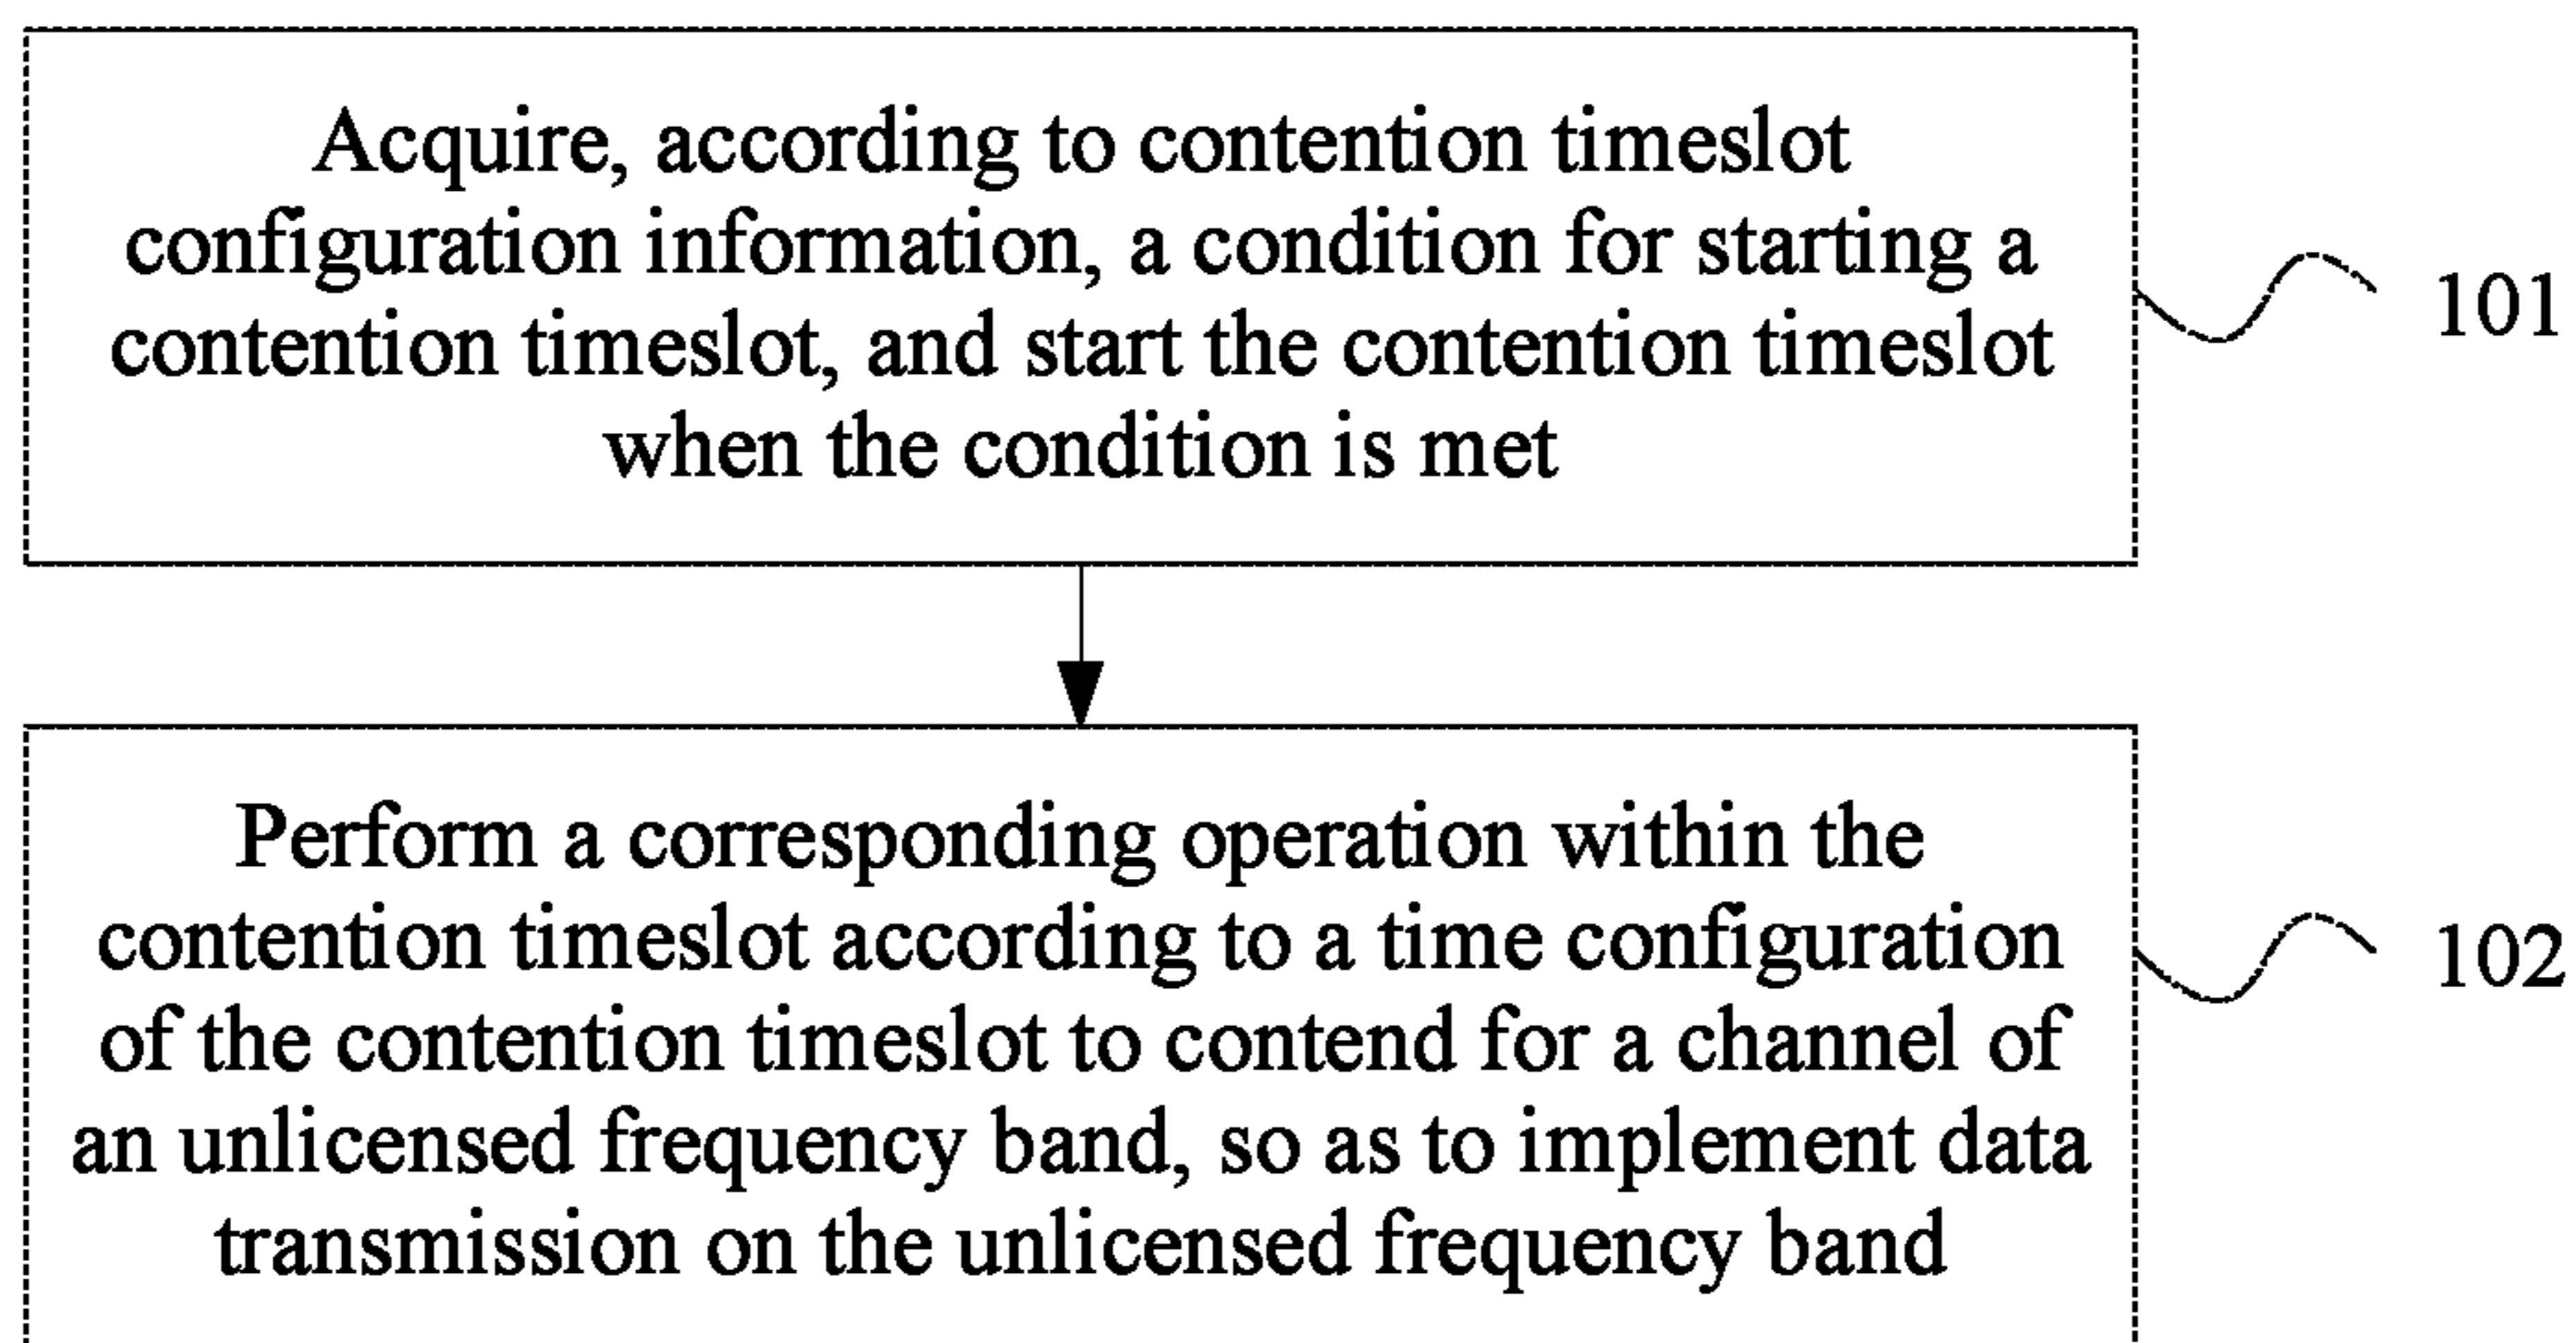 Acquire, according to contention timeslot
configuration information, a condition for starting a
contention timeslot, and start the contention timeslot
when the condition is met
101
Perform a corresponding operation within the
contention timeslot according to a time configuration
of the contention timeslot to contend for a channel of
an unlicensed frequency band, so as to implement data
transmission on the unlicensed frequency band
102